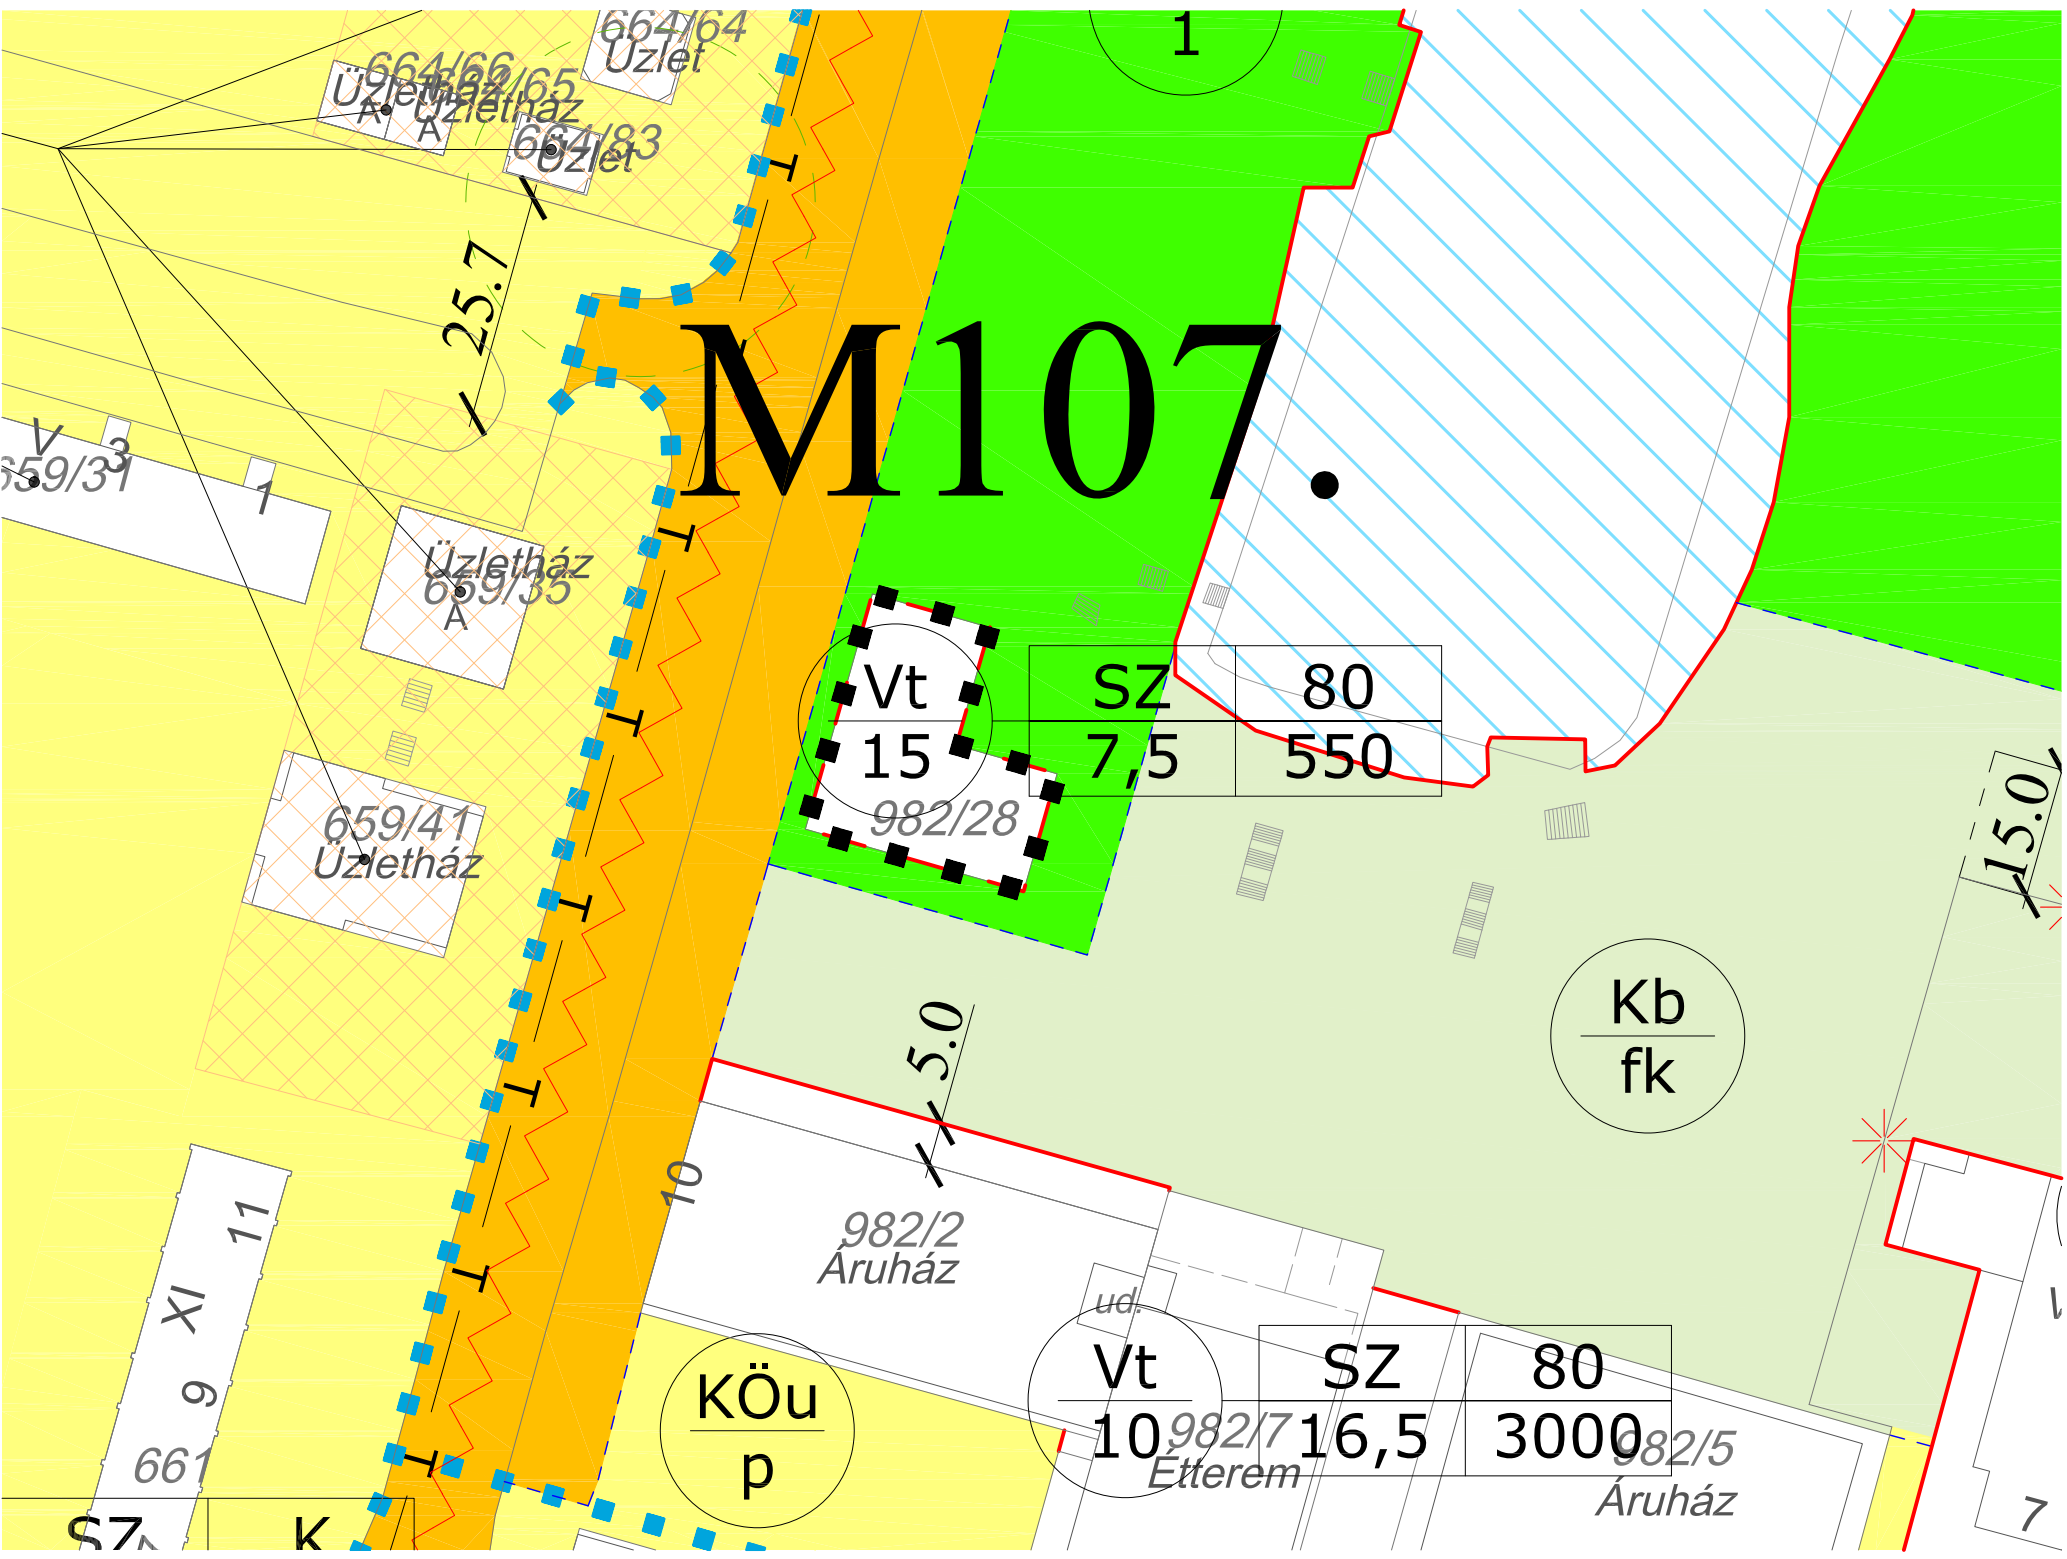 664/64
Üzlet
1
664/66
664/65
Üzletház
Üzletház
A
A
664/83
Üzlet
25.7
M107
V
3
659/31
1
Üzletház
659/35
A
Vt
15
SZ
80
7,5
550
982/28
659/41
Üzletház
15.0
Kb
fk
5.0
10
982/2
Áruház
ud.
11
XI
9
661
KÖu
p
Vt
10
SZ
80
16,5
3000
982/7
Étterem
982/5
Áruház
7
SZ
K